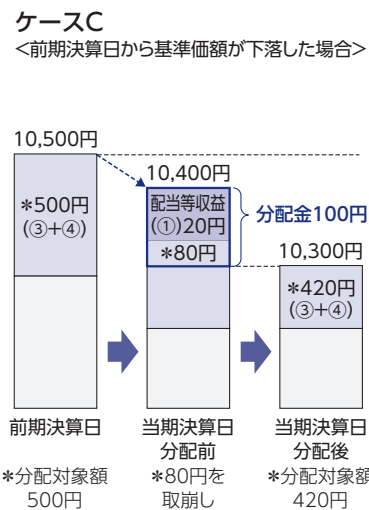 ケースC
<前期決算日から基準価額が下落した場合>
10,500円
10,400円
*500円
(③+④)
配当等収益
(①)20円
*80円
分配金100円
10,300円
*420円
(③+④)
前期決算日
当期決算日
分配前
当期決算日
分配後
*分配対象額
500円
*80円を
取崩し
*分配対象額
420円